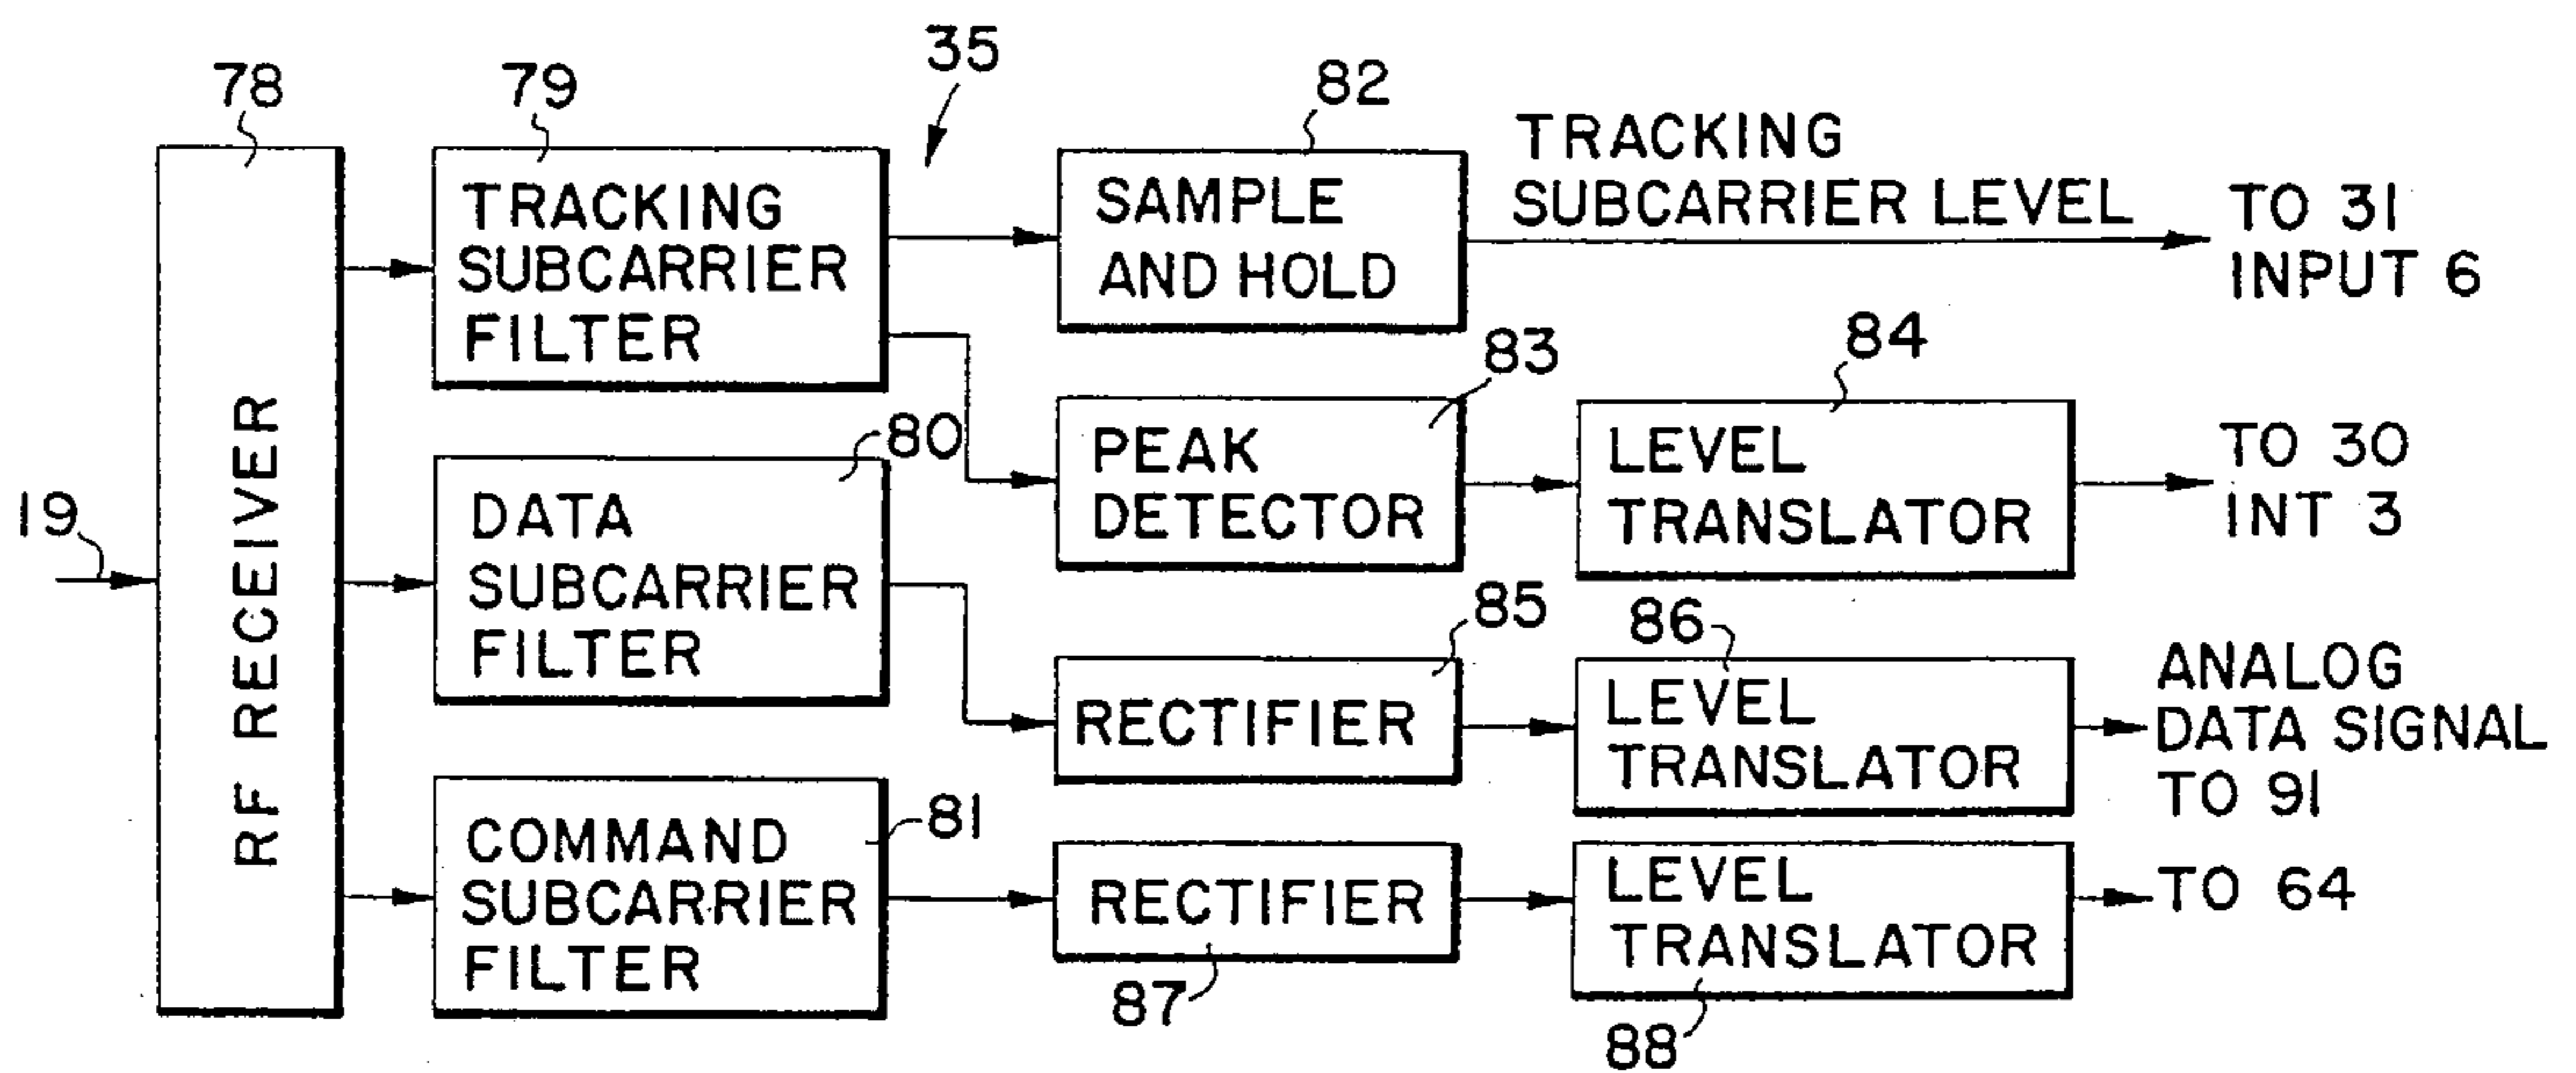 35
78
79
82
TRACKING
SUBCARRIER LEVEL
TO 31
INPUT 6
TRACKING
SUBCARRIER
FILTER
SAMPLE
AND HOLD
83
84
PEAK
DETECTOR
LEVEL
TRANSLATOR
TO 30
INT 3
19
RF RECEIVER
80
DATA
SUBCARRIER
FILTER
85
RECTIFIER
86
LEVEL
TRANSLATOR
ANALOG
DATA SIGNAL
TO 91
81
COMMAND
SUBCARRIER
FILTER
RECTIFIER
87
LEVEL
TRANSLATOR
88
TO 64